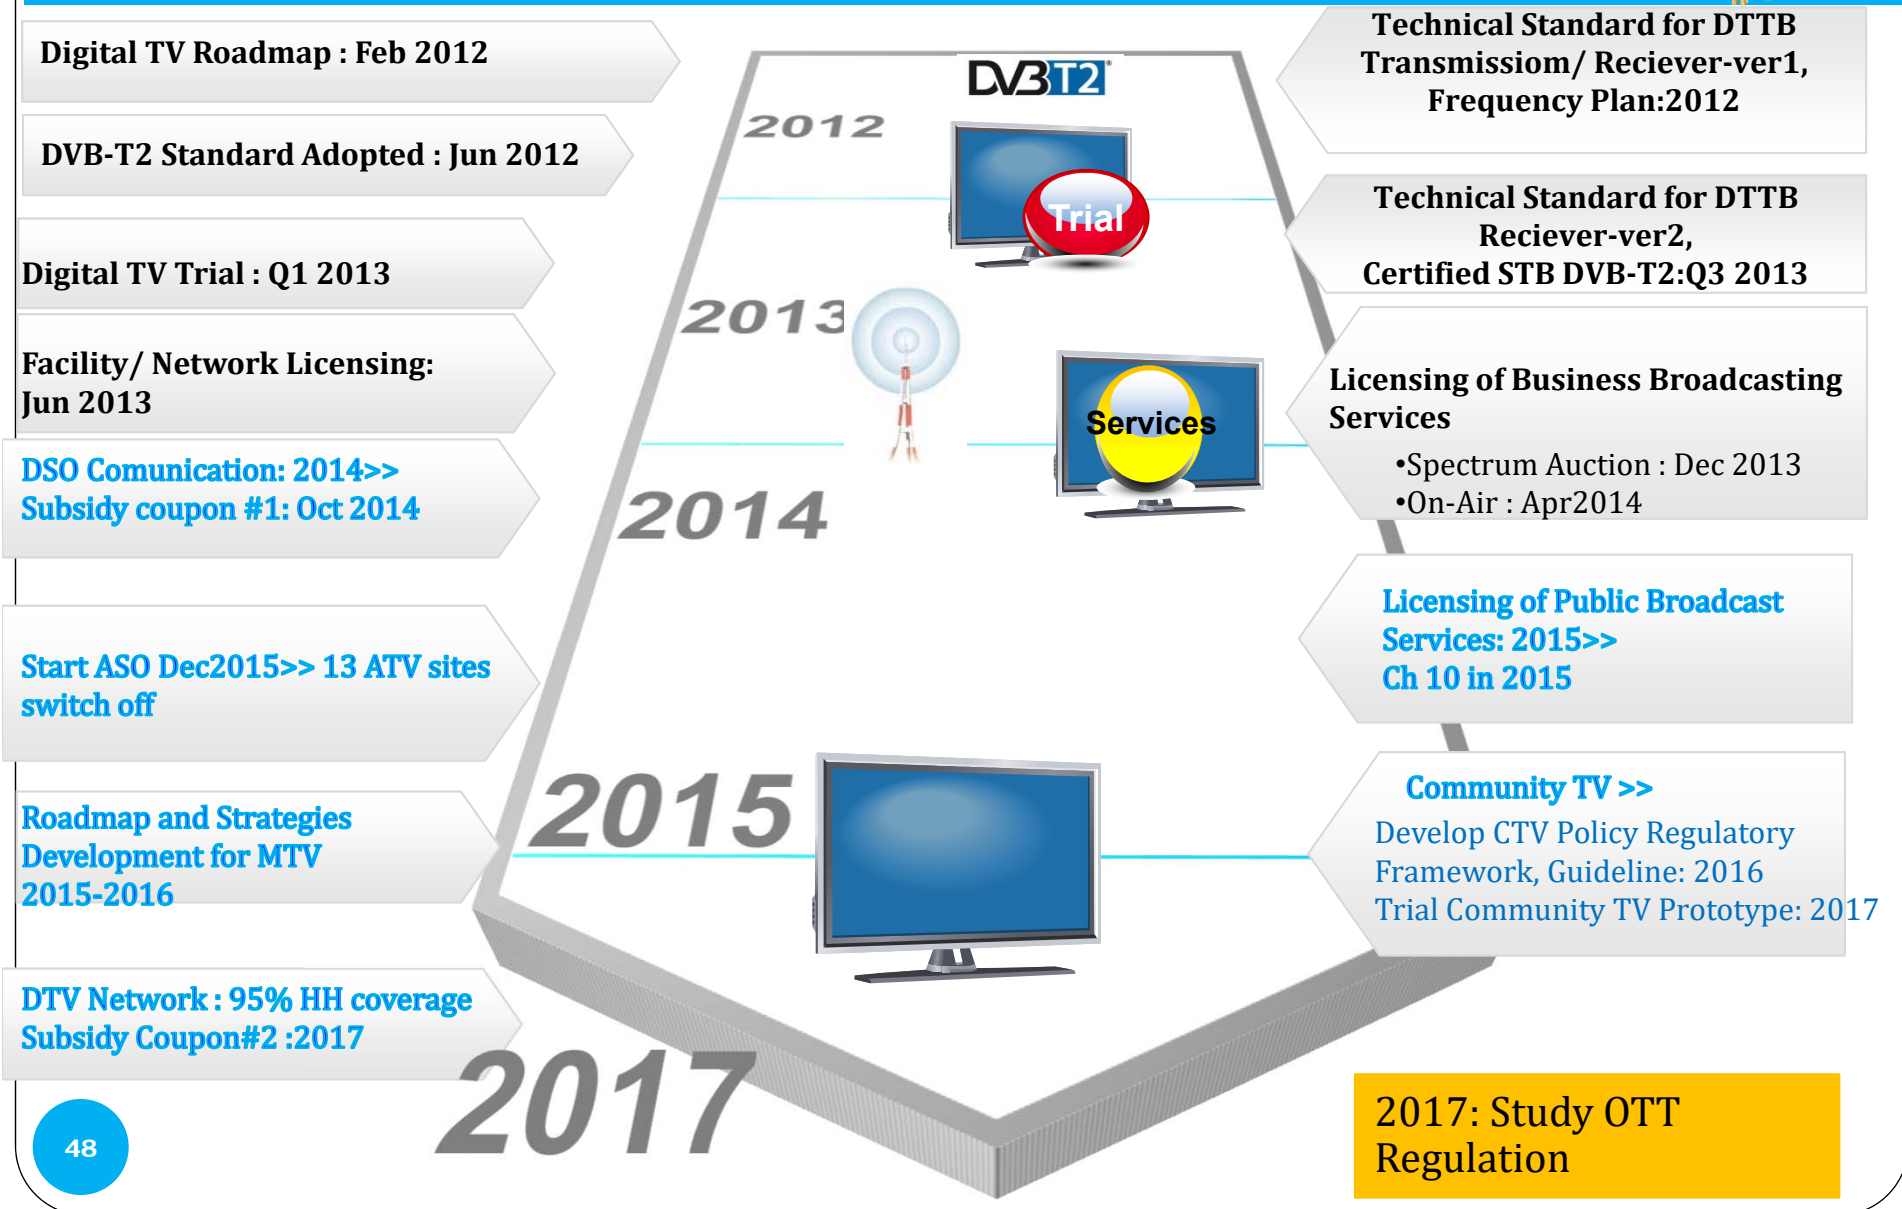 Digital TV Roadmap : Feb 2012
DVB-T2 Standard Adopted : Jun 2012
Digital TV Trial : Q1 2013
Facility/ Network Licensing:
Jun 2013
DSO Comunication: 2014>>
Subsidy coupon #1: Oct 2014
Start ASO Dec2015>> 13 ATV sites
switch off
Roadmap and Strategies
Development for MTV
2015-2016
DTV Network : 95% HH coverage
Subsidy Coupon#2 :2017
48
DVB T2
2012
Trial
2013
Services
2014
2015
2017
Technical Standard for DTTB
Transmissiom/ Reciever-ver1,
Frequency Plan:2012
Technical Standard for DTTB
Reciever-ver2,
Certified STB DVB-T2:Q3 2013
Licensing of Business Broadcasting
Services
•Spectrum Auction : Dec 2013
•On-Air : Apr2014
Licensing of Public Broadcast
Services: 2015>>
Ch 10 in 2015
Community TV >>
Develop CTV Policy Regulatory
Framework, Guideline: 2016
Trial Community TV Prototype: 2017
2017: Study OTT
Regulation